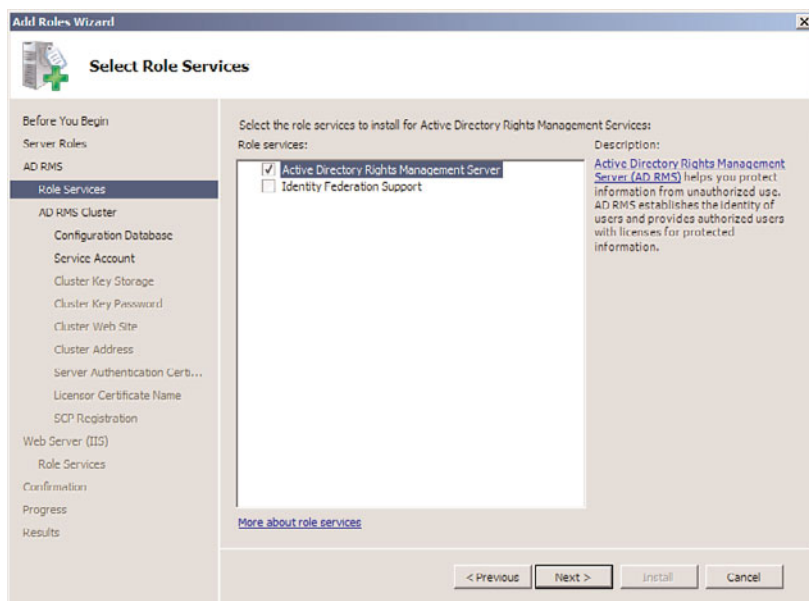 Add Roles Wizard
Select Role Services
Before You Begin
Server Roles
AD RMS
Role Services
AD RMS Cluster
Configuration Database
Service Account
Cluster Key Storage
Cluster Key Password
Cluster Web Site
Cluster Address
Server Authentication Certi...
Licensor Certificate Name
SCP Registration
Web Server (IIS)
Role Services
Confirmation
Progress
Results
Select the role services to install for Active Directory Rights Management Services:
Role services:
Active Directory Rights Management Server
Identity Federation Support
More about role services
Description:
Active Directory Rights Management
Server (AD RMS) helps you protect
information from unauthorized use.
AD RMS establishes the identity of
users and provides authorized users
with licenses for protected
information.
< Previous
Next >
Install
Cancel